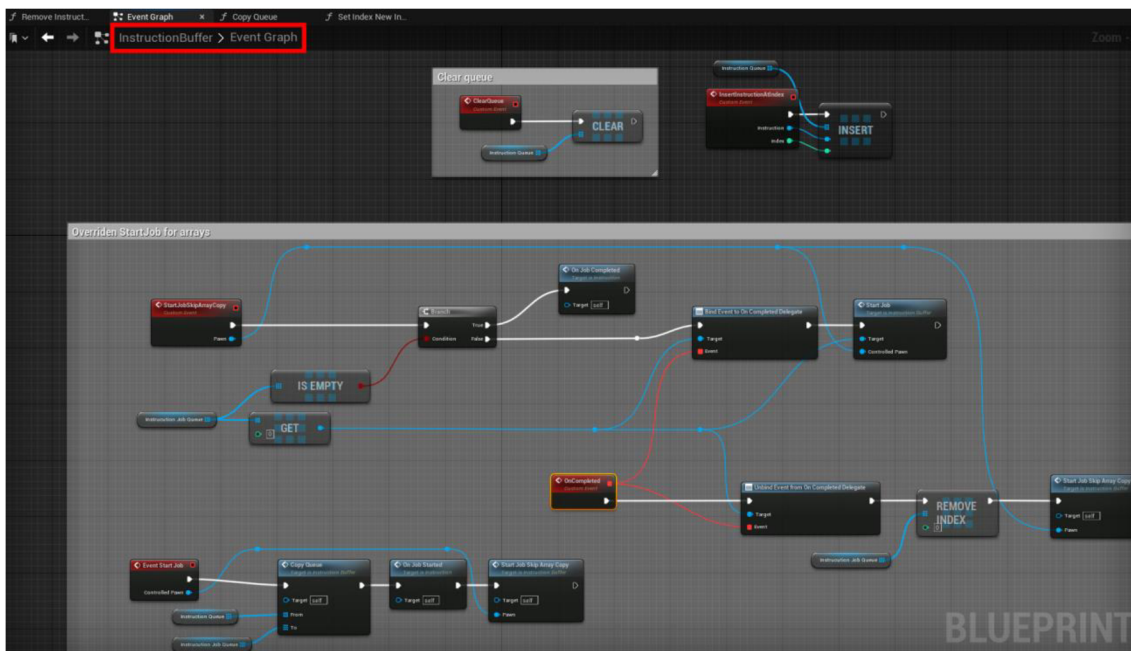 Remove Instruct..
Event Graph
Copy Queue
Set Index New In..
InstructionBuffer > Event Graph
Zoom -
Clear queue
ClearQueue
Custom Event
CLEAR
Instruction Queue
Instruction Queue
InsertInstructionAtIndex
Custom Event
Instruction
Index
INSERT
Overriden StartJob for arrays
On Job Completed
Target is Instruction
Target self
StartJobSkipArrayCopy
Custom Event
Pawn
Branch
True
Condition False
Bind Event to On Completed Delegate
Target
Event
Start Job
Target is Instruction Buffer
Target
Controlled Pawn
IS EMPTY
Instruction Job Queue
GET
0
OnCompleted
Custom Event
Unbind Event from On Completed Delegate
Target
Event
REMOVE
INDEX
0
Instruction Job Queue
Start Job Skip Array Copy
Target is Instruction Buffer
Target self
Pawn
Event Start Job
Controlled Pawn
Copy Queue
Target is Instruction Buffer
Target self
From
To
On Job Started
Target is Instruction
Target self
Start Job Skip Array Copy
Target is Instruction Buffer
Target self
Pawn
Instruction Queue
Instruction Job Queue
BLUEPRINT